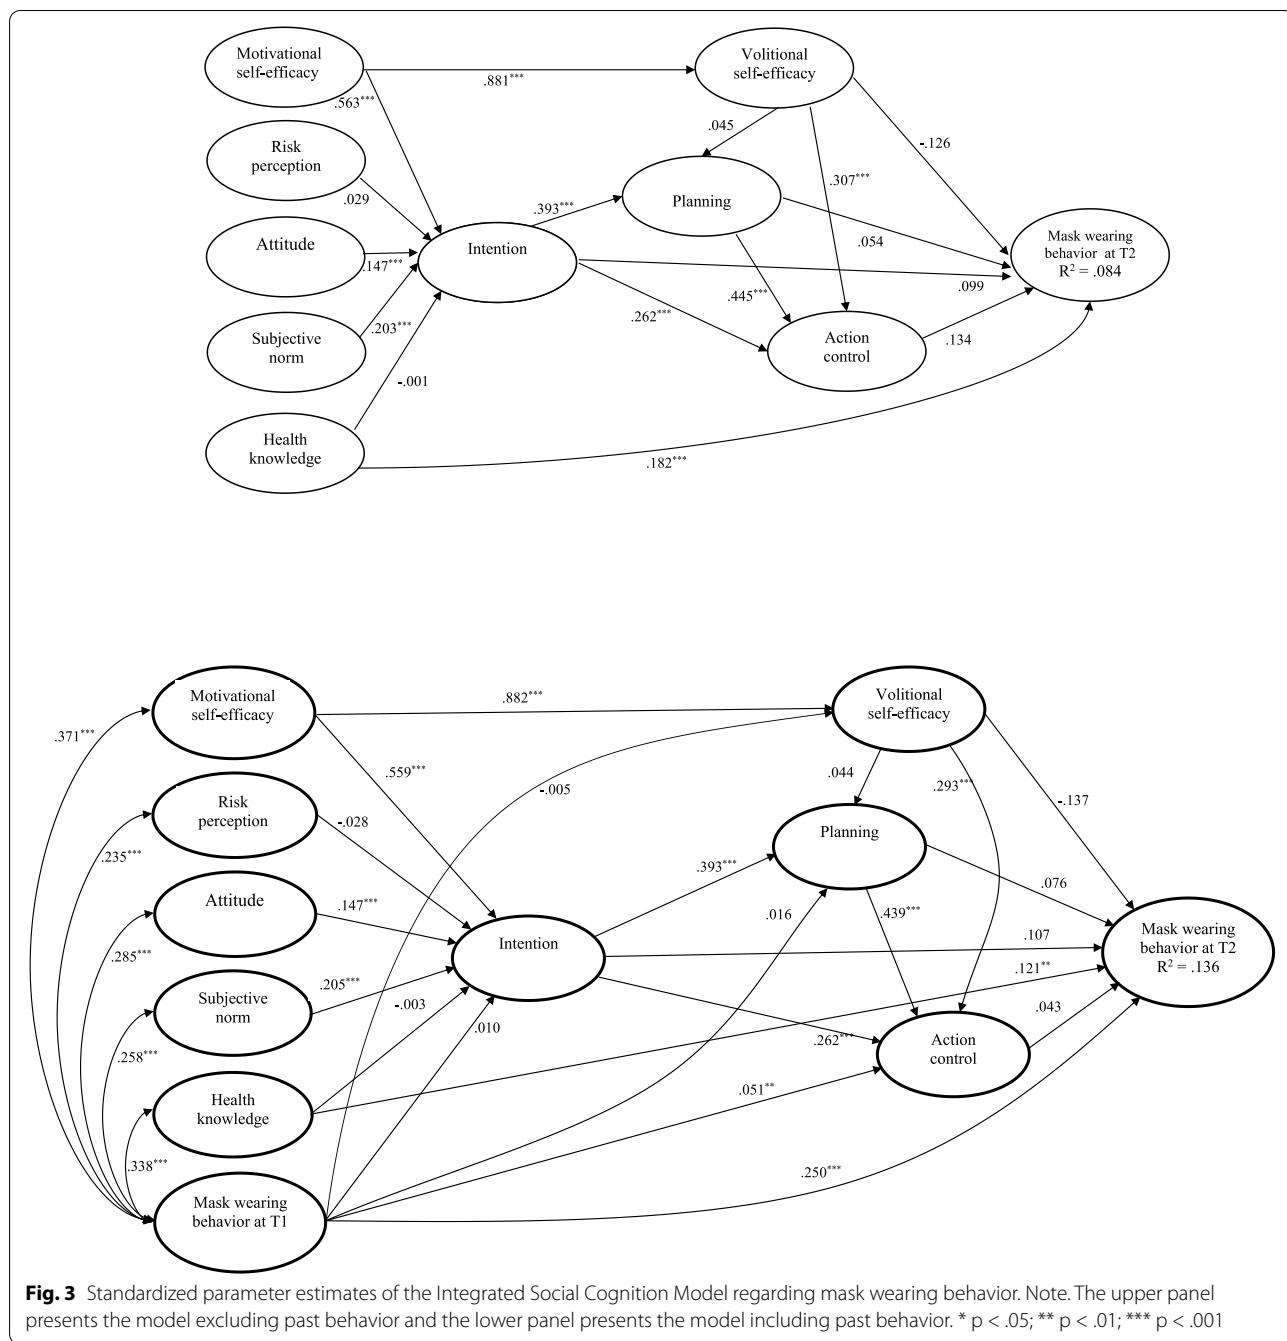 Motivational
self-efficacy
Volitional
self-efficacy
.881***
.563***
Risk
perception
.045
-.126
.029
.307***
Planning
.393***
Attitude
.147***
Intention
.054
Mask wearing
behavior at T2
R² = .084
.099
.445***
.203***
.262***
Subjective
norm
Action
control
.134
-.001
Health
knowledge
.182***
Motivational
self-efficacy
.882***
Volitional
self-efficacy
.371***
.559***
-.005
.044
.293***
-.137
Risk
perception
-.028
Planning
.235***
.393***
.076
Attitude
.147***
.016
.439***
.285***
Intention
.107
Mask wearing
behavior at T2
R² = .136
.205***
.121**
Subjective
norm
-.003
.010
.043
.258***
.262***
Action
control
.051**
Health
knowledge
.338***
.250***
Mask wearing
behavior at T1
Fig. 3 Standardized parameter estimates of the Integrated Social Cognition Model regarding mask wearing behavior. Note. The upper panel
presents the model excluding past behavior and the lower panel presents the model including past behavior. * p < .05; ** p < .01; *** p < .001